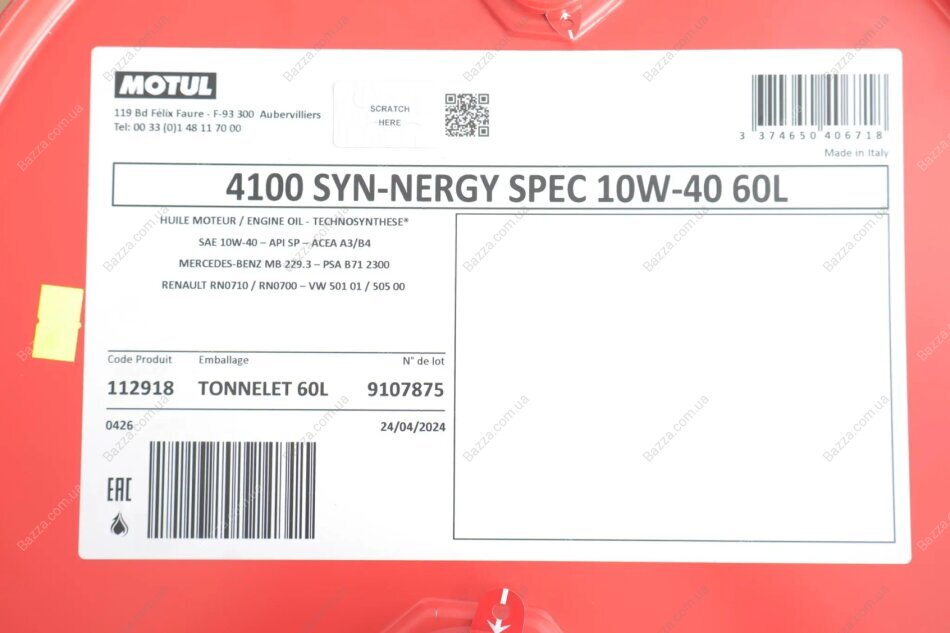 MOTUL
119 Bd Félix Faure - F-93 300 Aubervilliers
Tel: 00 33 (0)1 48 11 70 00
SCRATCH
HERE
3 374650 406718
Made in Italy
4100 SYN-NERGY SPEC 10W-40 60L
HUILE MOTEUR / ENGINE OIL - TECHNOSYNTHESE®
SAE 10W-40 – API SP – ACEA A3/B4
MERCEDES-BENZ MB 229.3 – PSA B71 2300
RENAULT RN0710 / RN0700 – VW 501 01 / 505 00
Code Produit Emballage N° de lot
112918 TONNELET 60L 9107875
0426 24/04/2024
EAC
Bazza.com.ua